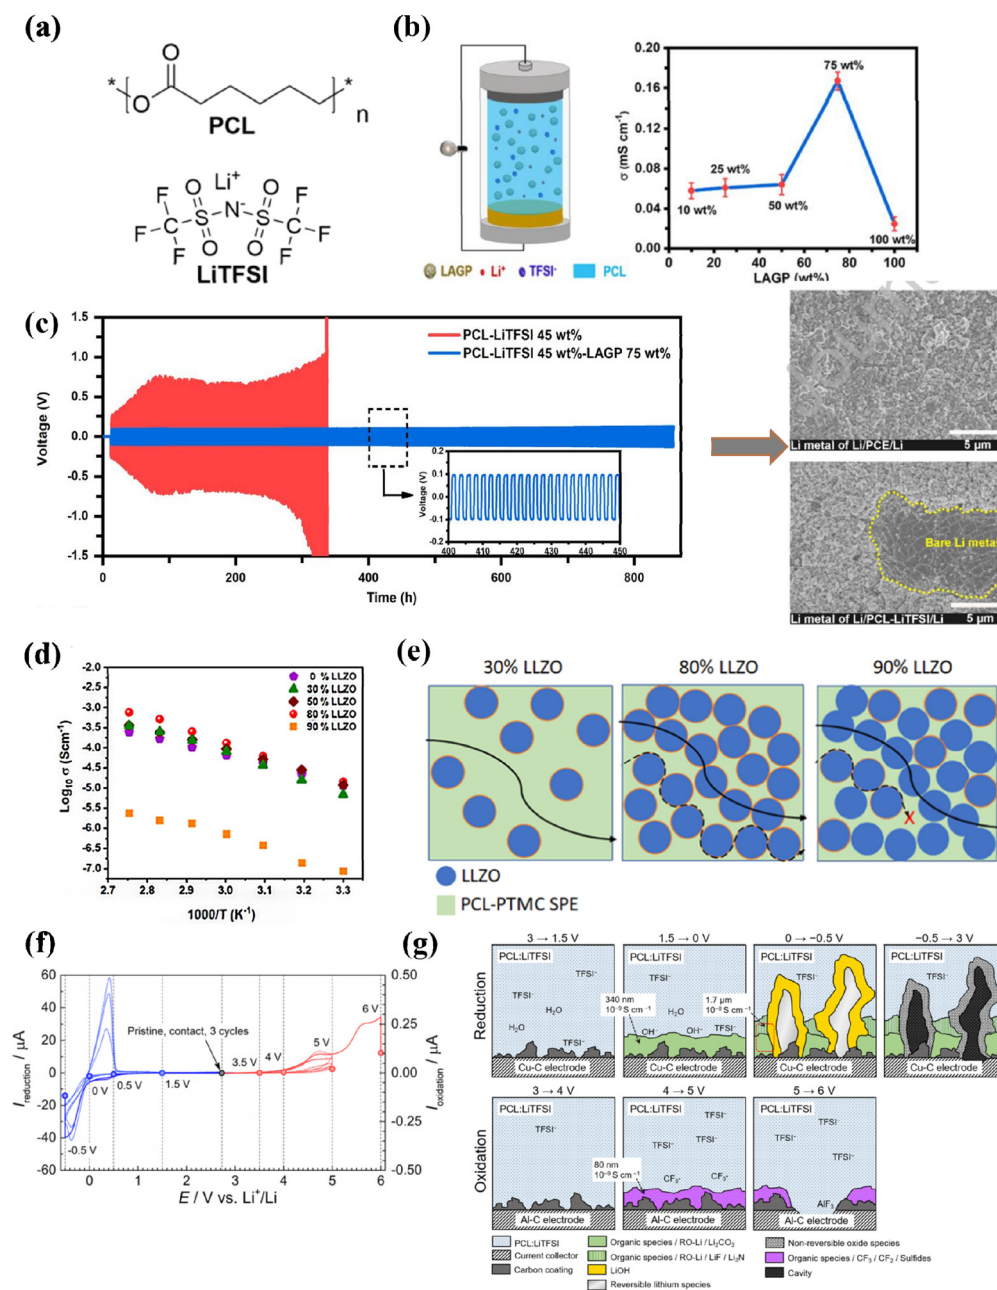 (a)
O
O
*
*
n
PCL
Li⁺
O
O
F
F
S
N⁻
S
C
C
F
F
F
F
O
O
LiTFSI
(b)
LAGP
Li⁺
TFSI⁻
PCL
σ (mS cm⁻¹)
0.20
0.16
0.12
0.08
0.04
0.00
75 wt%
25 wt%
10 wt%
50 wt%
100 wt%
0 20 40 60 80 100
LAGP (wt%)
(c)
Voltage (V)
1.5
1.0
0.5
0.0
-0.5
-1.0
-1.5
PCL-LiTFSI 45 wt%
PCL-LiTFSI 45 wt%-LAGP 75 wt%
Voltage (V)
0.2
0.1
0.0
-0.1
-0.2
400 410 420 430 440 450
0 200 400 600 800
Time (h)
Li metal of Li/PCE/Li
5 µm
Bare Li metal
Li metal of Li/PCL-LiTFSI/Li
5 µm
(d)
Log₁₀ σ (Scm⁻¹)
-2.0
-2.5
-3.0
-3.5
-4.0
-4.5
-5.0
-5.5
-6.0
-6.5
-7.0
0 % LLZO
30 % LLZO
50 % LLZO
80 % LLZO
90 % LLZO
2.7 2.8 2.9 3.0 3.1 3.2 3.3
1000/T (K⁻¹)
(e)
30% LLZO
80% LLZO
90% LLZO
X
LLZO
PCL-PTMC SPE
(f)
I reduction / µA
60
40
20
0
-20
-40
-60
Pristine, contact, 3 cycles
-0.5 V
0 V
0.5 V
1.5 V
3.5 V
4 V
5 V
6 V
0.50
0.25
0.00
-0.25
-0.50
I oxidation / µA
0 1 2 3 4 5 6
E / V vs. Li⁺/Li
(g)
Reduction
3 → 1.5 V
1.5 → 0 V
0 → −0.5 V
−0.5 → 3 V
PCL:LiTFSI
TFSI⁻
TFSI⁻
H₂O
H₂O
TFSI⁻
Cu-C electrode
PCL:LiTFSI
TFSI⁻
340 nm
10⁻⁹ S cm⁻¹
H₂O
OH⁻
OH⁻
TFSI⁻
Cu-C electrode
PCL:LiTFSI
TFSI⁻
1.7 µm
Cu-C electrode
PCL:LiTFSI
TFSI⁻
Cu-C electrode
Oxidation
3 → 4 V
4 → 5 V
5 → 6 V
PCL:LiTFSI
TFSI⁻
TFSI⁻
Al-C electrode
PCL:LiTFSI
TFSI⁻
TFSI⁻
TFSI⁻
80 nm
10⁻⁹ S cm⁻¹
CF₃⁻
CF₃⁻
Al-C electrode
PCL:LiTFSI
TFSI⁻
TFSI⁻
AlF₃
Al-C electrode
PCL:LiTFSI
Current collector
Carbon coating
Organic species / RO-Li / Li₂CO₃
Organic species / RO-Li / LiF / Li₃N
LiOH
Reversible lithium species
Non-reversible oxide species
Organic species / CF₃ / CF₂ / Sulfides
Cavity